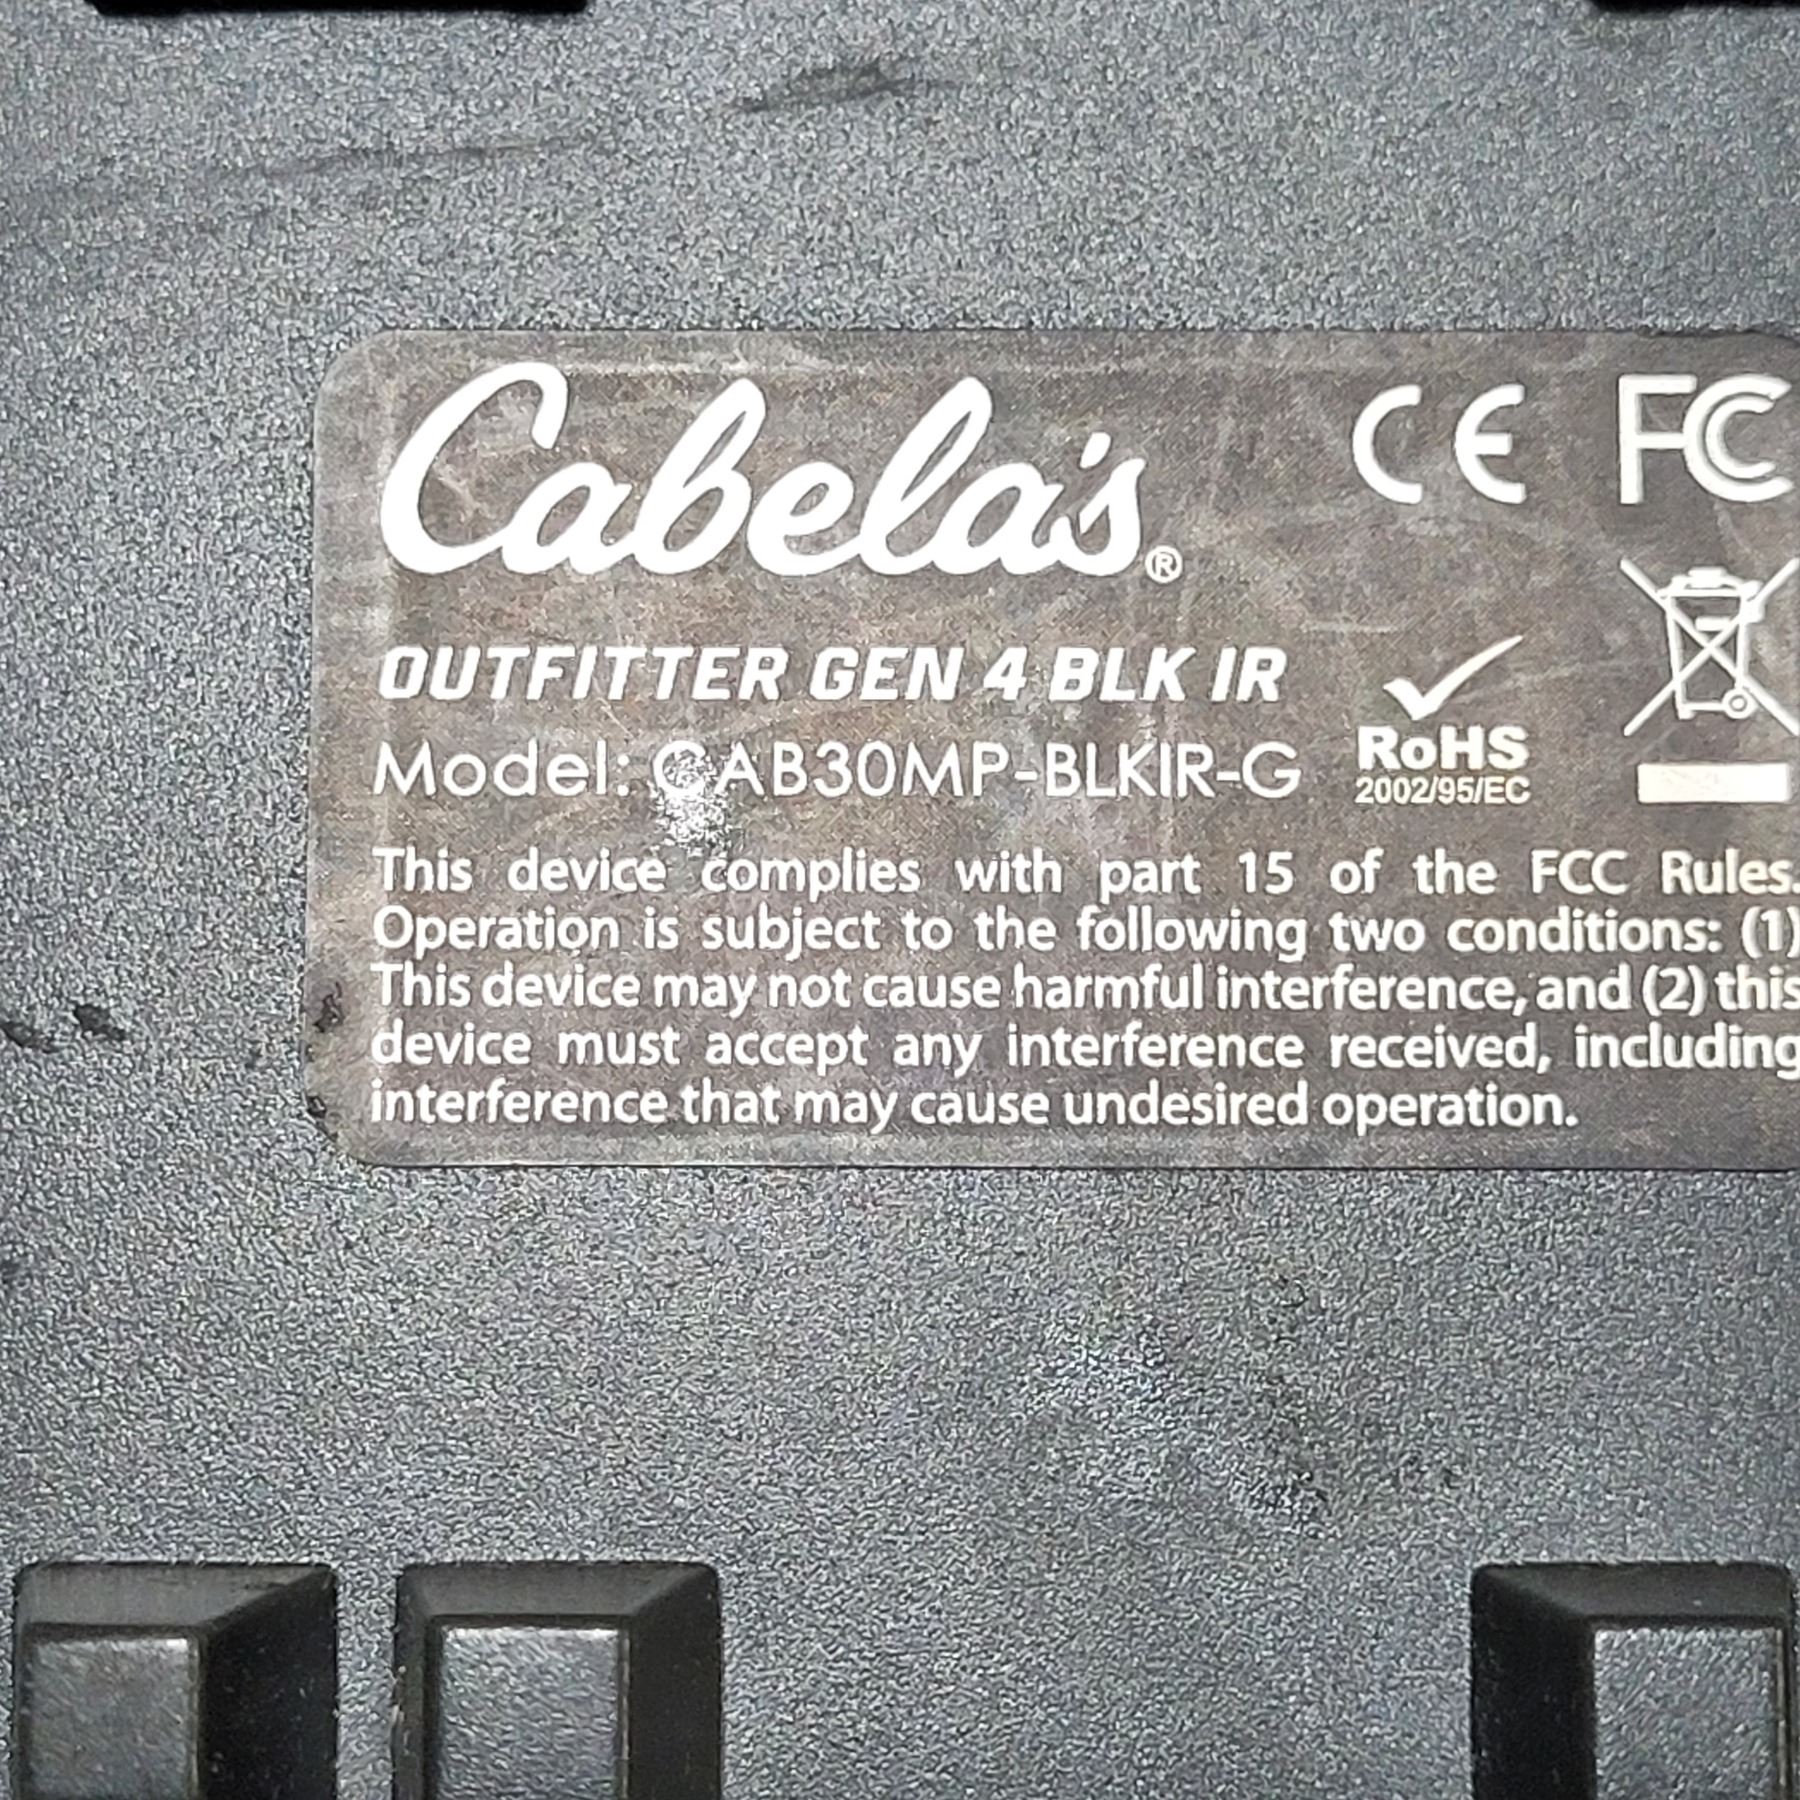 Cabela's®
CE FC
OUTFITTER GEN 4 BLK IR
Model: CAB30MP-BLKIR-G
RoHS
2002/95/EC
This device complies with part 15 of the FCC Rules.
Operation is subject to the following two conditions: (1)
This device may not cause harmful interference, and (2) this
device must accept any interference received, including
interference that may cause undesired operation.